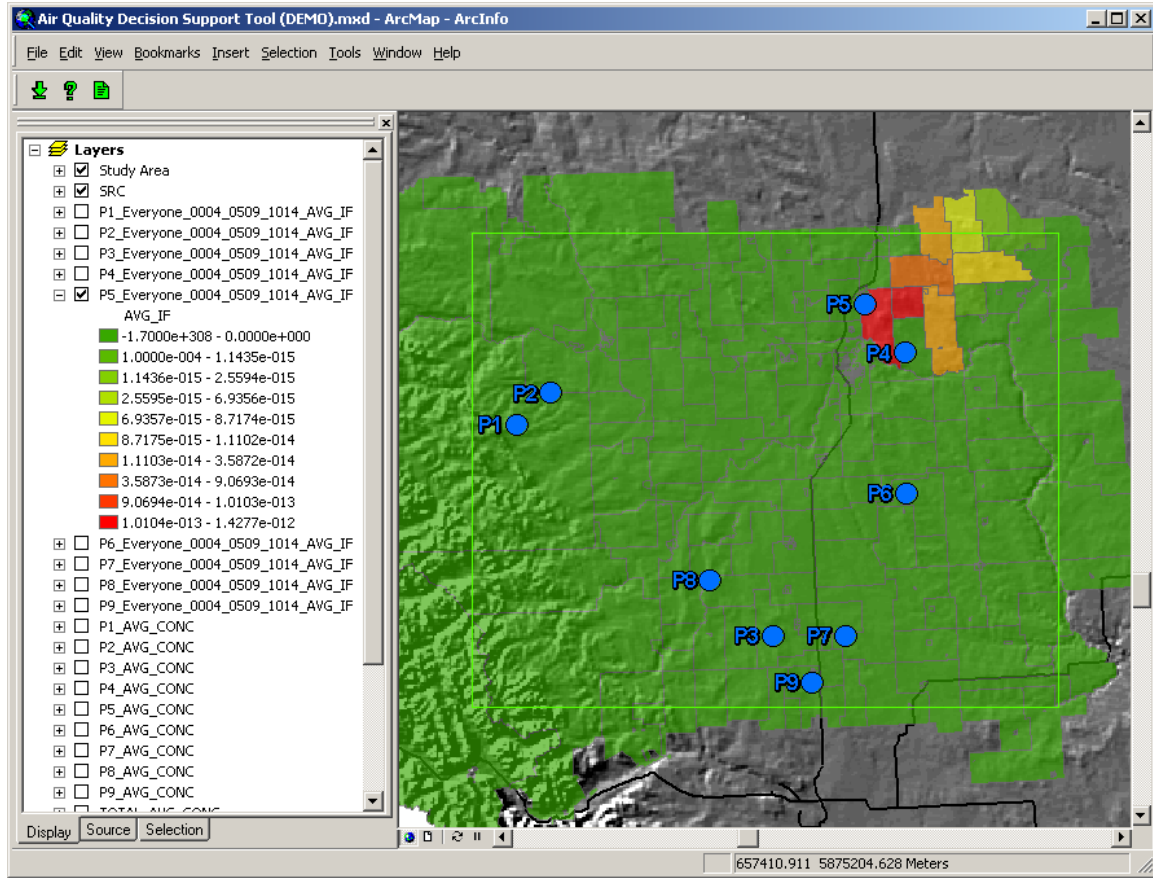 Air Quality Decision Support Tool (DEMO).mxd - ArcMap - ArcInfo
File Edit View Bookmarks Insert Selection Tools Window Help
Layers
Study Area
SRC
P1_Everyone_0004_0509_1014_AVG_IF
P2_Everyone_0004_0509_1014_AVG_IF
P3_Everyone_0004_0509_1014_AVG_IF
P4_Everyone_0004_0509_1014_AVG_IF
P5_Everyone_0004_0509_1014_AVG_IF
AVG_IF
-1.7000e+308 - 0.0000e+000
1.0000e-004 - 1.1435e-015
1.1436e-015 - 2.5594e-015
2.5595e-015 - 6.9356e-015
6.9357e-015 - 8.7174e-015
8.7175e-015 - 1.1102e-014
1.1103e-014 - 3.5872e-014
3.5873e-014 - 9.0693e-014
9.0694e-014 - 1.0103e-013
1.0104e-013 - 1.4277e-012
P6_Everyone_0004_0509_1014_AVG_IF
P7_Everyone_0004_0509_1014_AVG_IF
P8_Everyone_0004_0509_1014_AVG_IF
P9_Everyone_0004_0509_1014_AVG_IF
P1_AVG_CONC
P2_AVG_CONC
P3_AVG_CONC
P4_AVG_CONC
P5_AVG_CONC
P6_AVG_CONC
P7_AVG_CONC
P8_AVG_CONC
P9_AVG_CONC
TOTAL_AVG_CONC
Display Source Selection
P5
P4
P2
P1
P6
P8
P3 P7
P9
657410.911 5875204.628 Meters